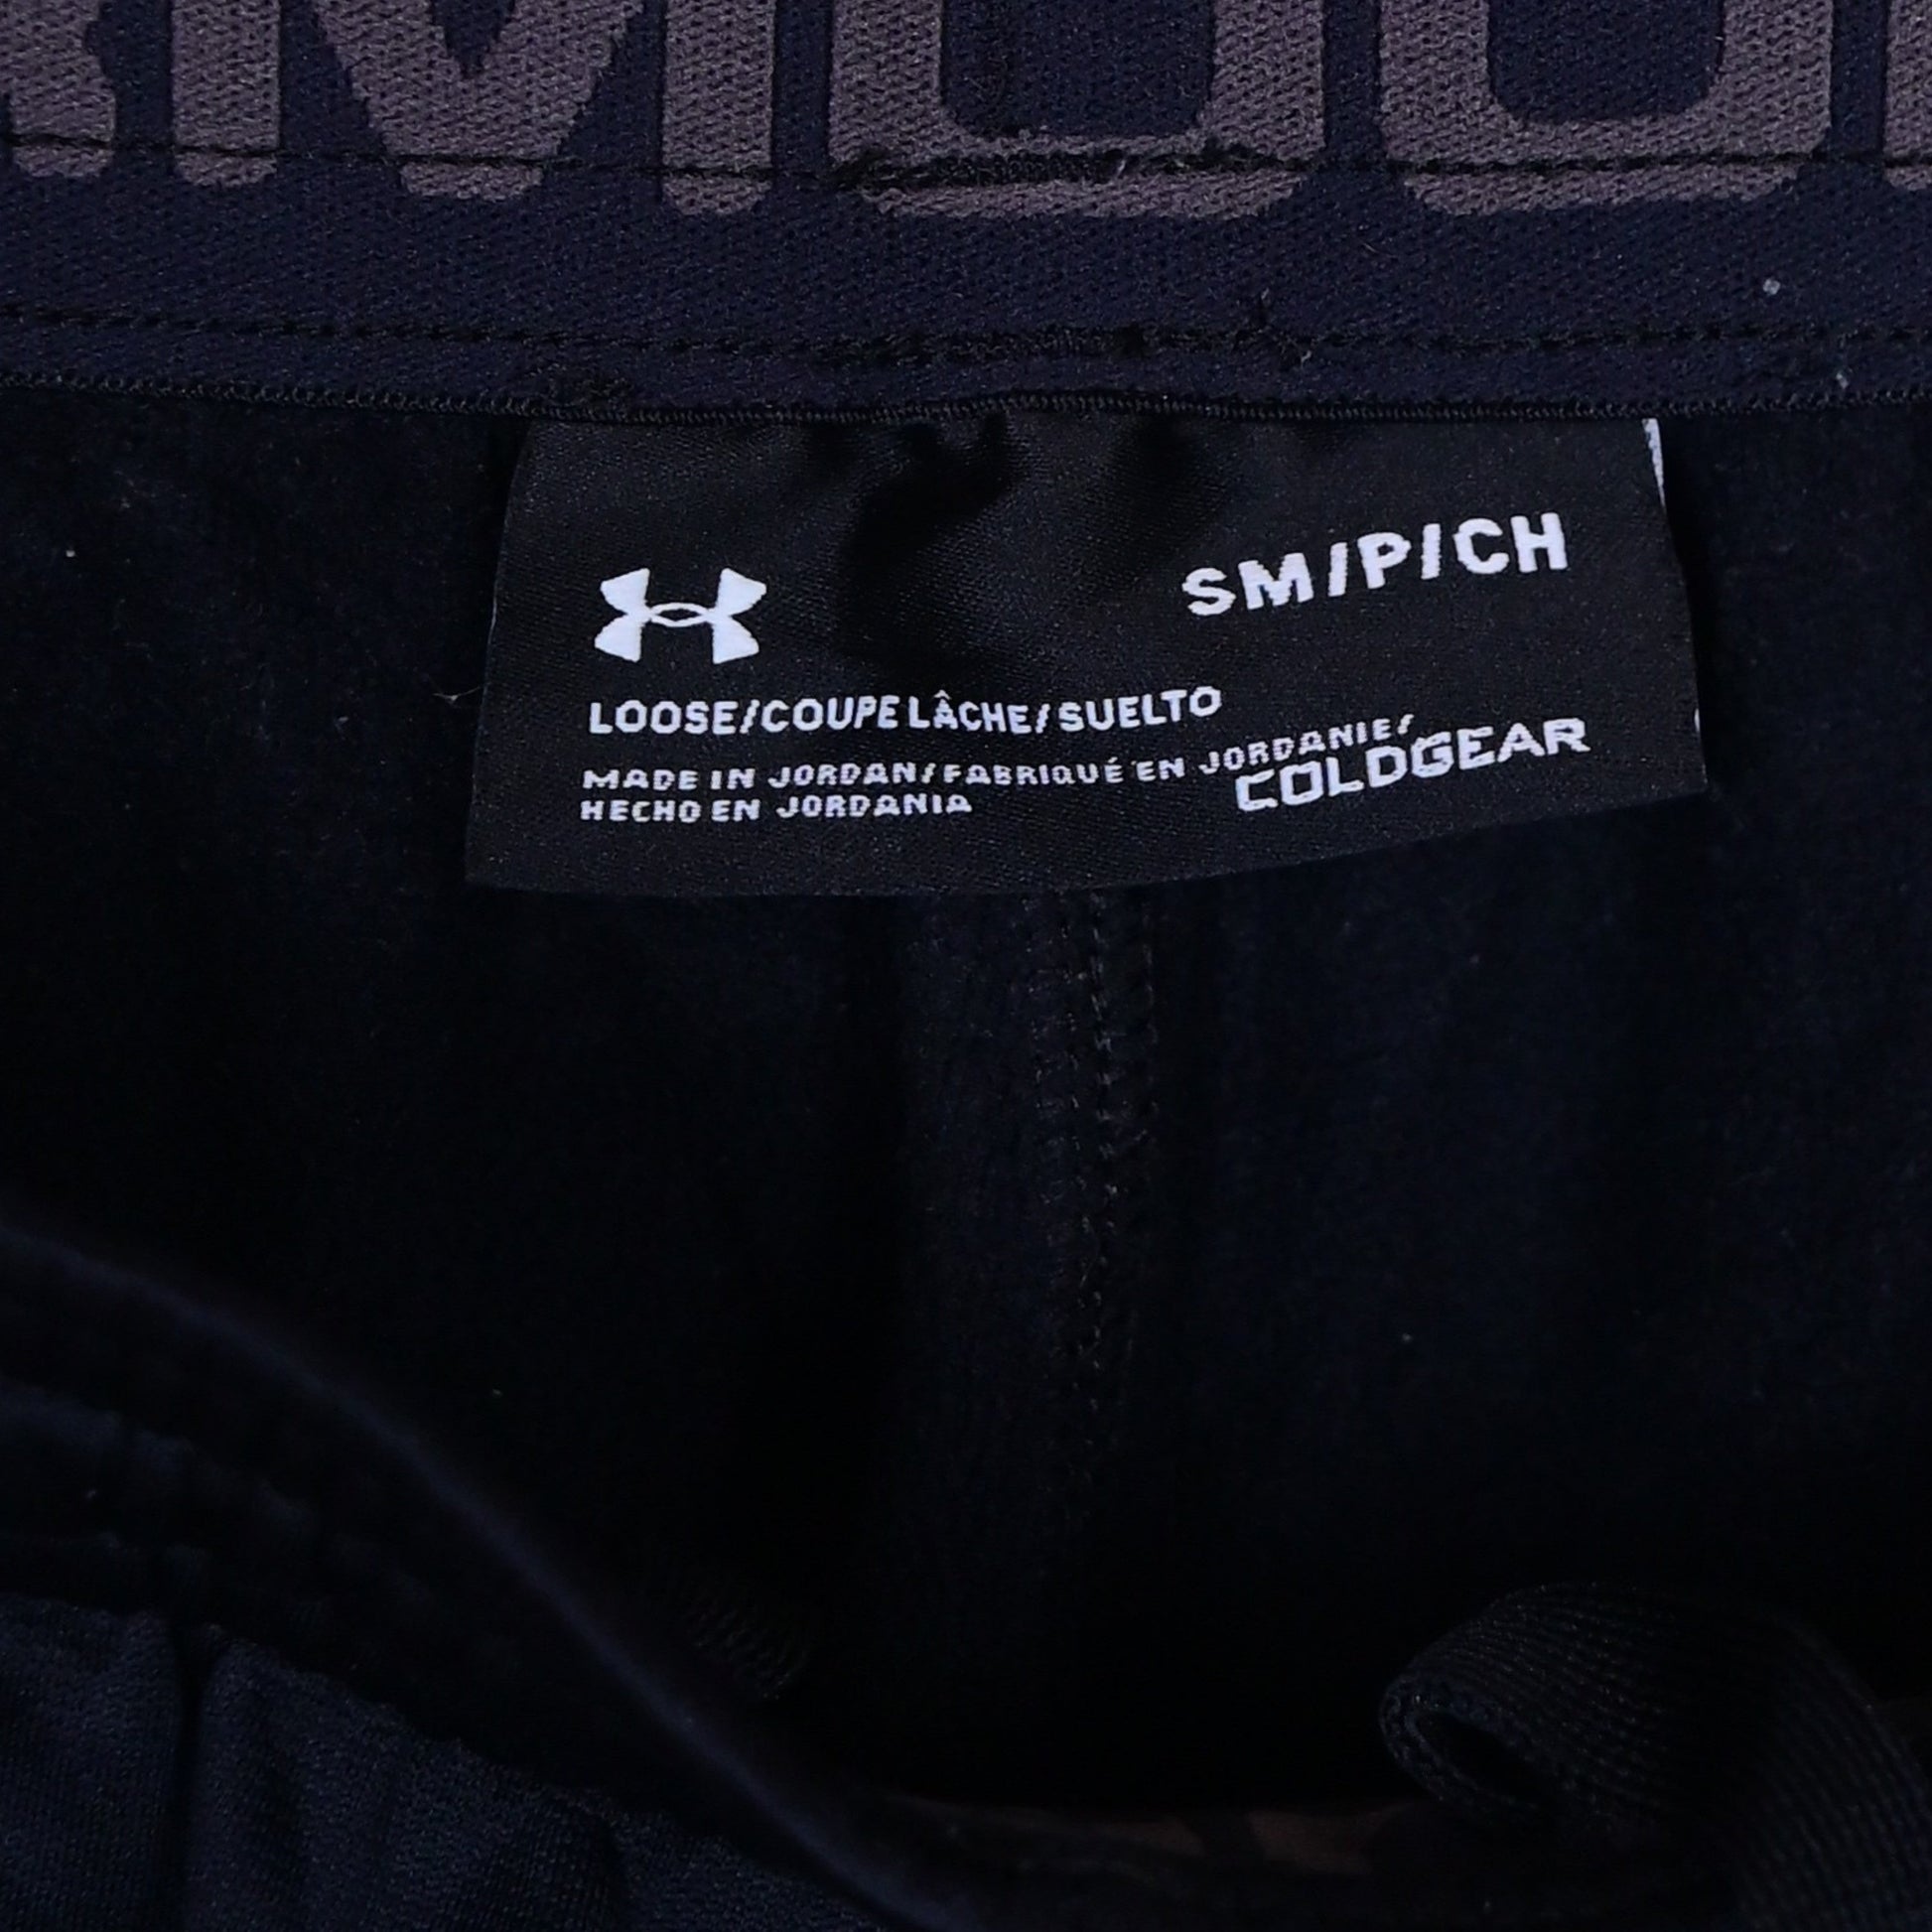 SM/P/CH
LOOSE/COUPE LÂCHE/SUELTO
MADE IN JORDAN/FABRIQUÉ EN JORDANIE/
HECHO EN JORDANIA
COLDGEAR